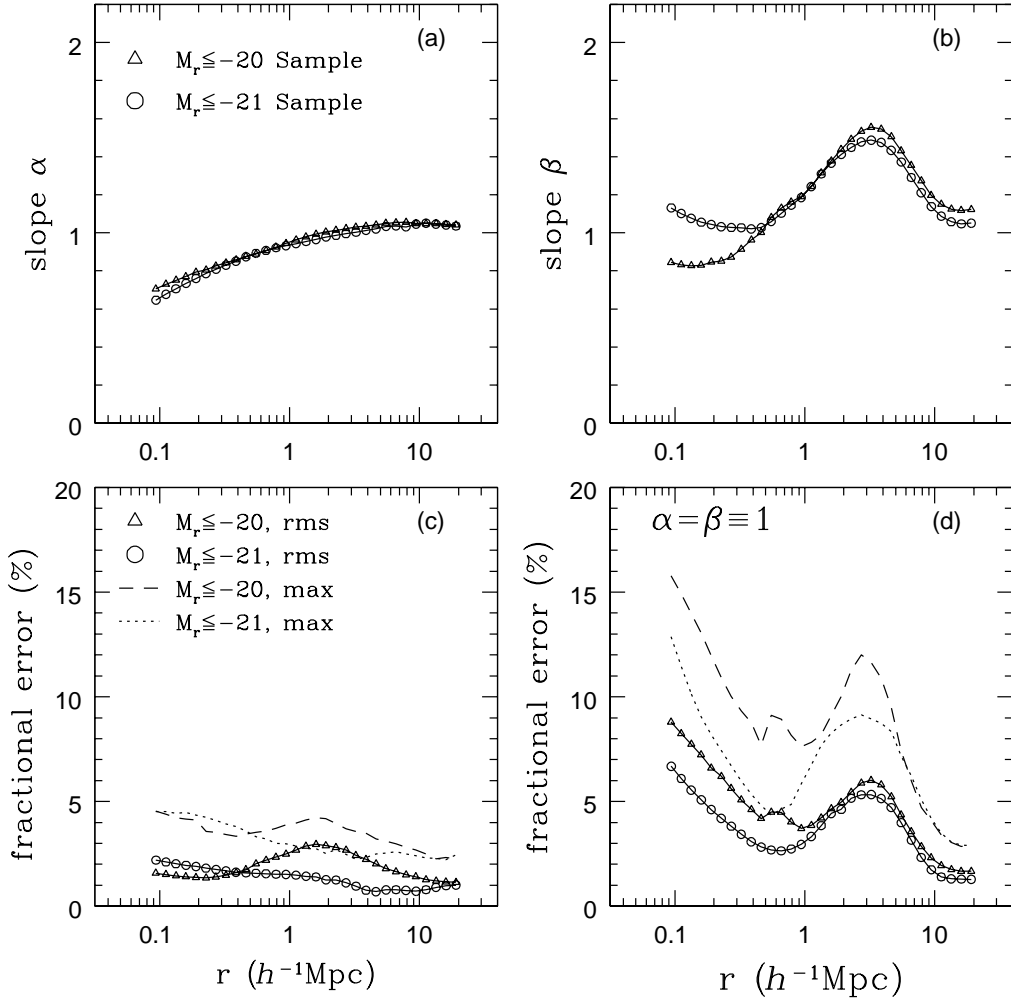 (a)
M_r≦−20 Sample
M_r≦−21 Sample
slope α
2
1
0
0.1 1 10
(b)
slope β
2
1
0
0.1 1 10
(c)
M_r≦−20, rms
M_r≦−21, rms
M_r≦−20, max
M_r≦−21, max
fractional error (%)
20
15
10
5
0
0.1 1 10
r (h⁻¹Mpc)
(d)
α=β≡1
fractional error (%)
20
15
10
5
0
0.1 1 10
r (h⁻¹Mpc)